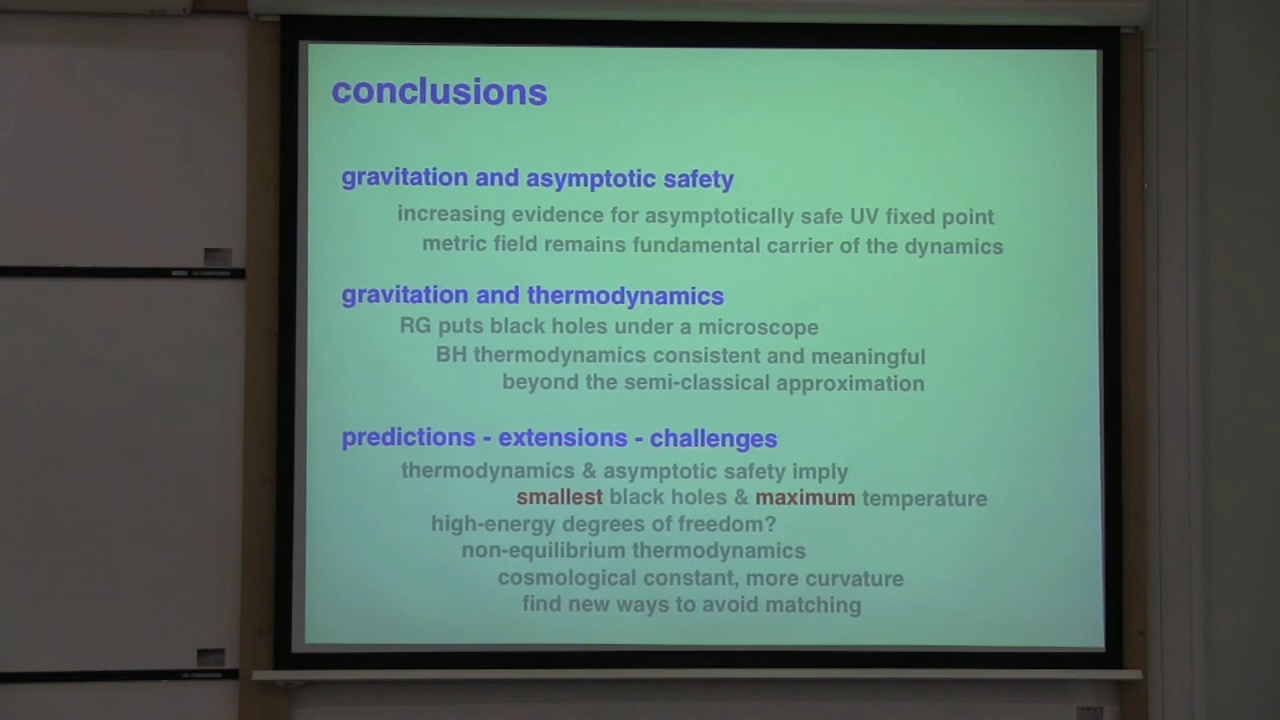 conclusions
gravitation and asymptotic safety
increasing evidence for asymptotically safe UV fixed point
metric field remains fundamental carrier of the dynamics
gravitation and thermodynamics
RG puts black holes under a microscope
BH thermodynamics consistent and meaningful
beyond the semi-classical approximation
predictions - extensions - challenges
thermodynamics & asymptotic safety imply
smallest black holes & maximum temperature
high-energy degrees of freedom?
non-equilibrium thermodynamics
cosmological constant, more curvature
find new ways to avoid matching